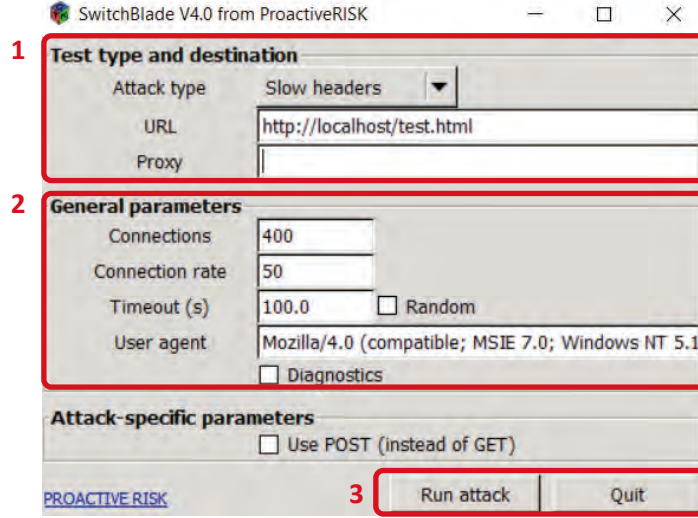 SwitchBlade V4.0 from ProactiveRISK
1 Test type and destination
Attack type Slow headers
URL http://localhost/test.html
Proxy
2 General parameters
Connections 400
Connection rate 50
Timeout (s) 100.0 Random
User agent Mozilla/4.0 (compatible; MSIE 7.0; Windows NT 5.1
Diagnostics
Attack-specific parameters
Use POST (instead of GET)
PROACTIVE RISK 3 Run attack Quit